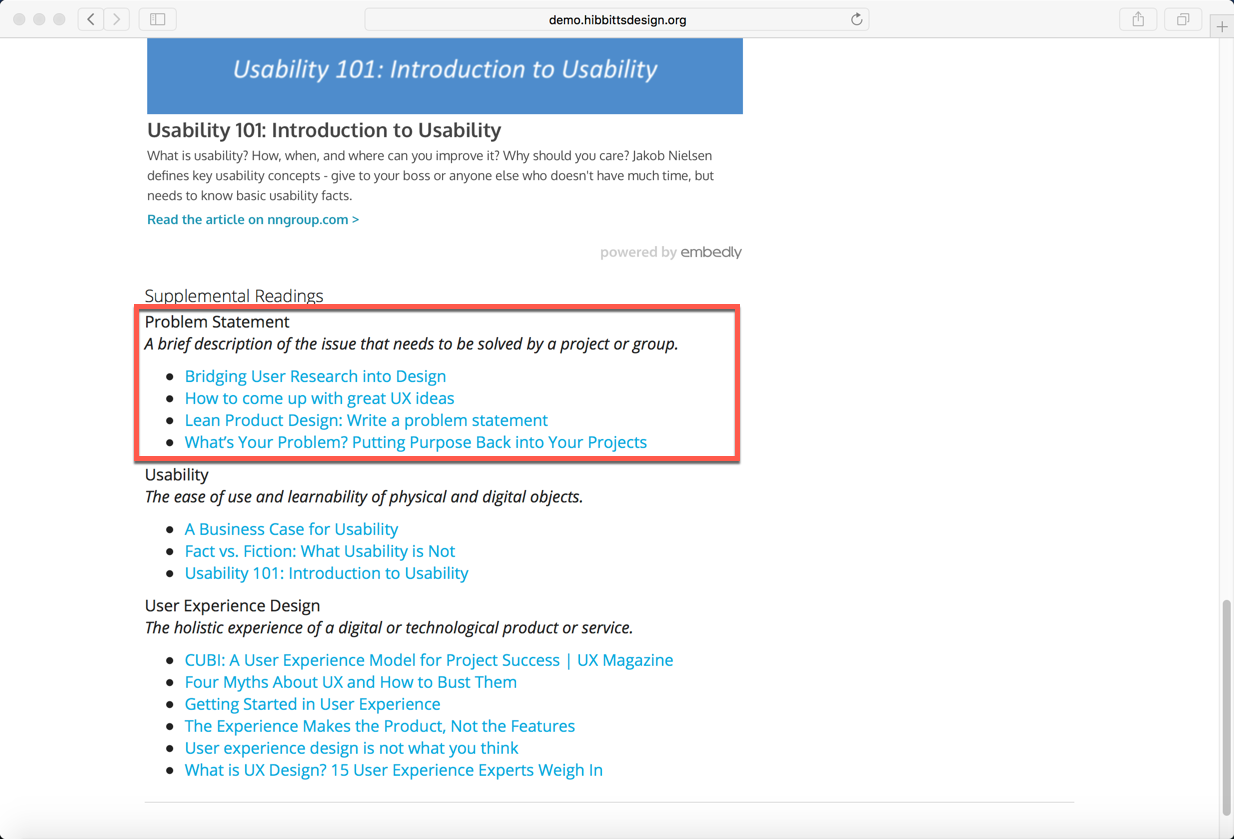 demo.hibbittsdesign.org
Usability 101: Introduction to Usability
Usability 101: Introduction to Usability
What is usability? How, when, and where can you improve it? Why should you care? Jakob Nielsen
defines key usability concepts - give to your boss or anyone else who doesn't have much time, but
needs to know basic usability facts.
Read the article on nngroup.com >
powered by embedly
Supplemental Readings
Problem Statement
A brief description of the issue that needs to be solved by a project or group.
Bridging User Research into Design
How to come up with great UX ideas
Lean Product Design: Write a problem statement
What’s Your Problem? Putting Purpose Back into Your Projects
Usability
The ease of use and learnability of physical and digital objects.
A Business Case for Usability
Fact vs. Fiction: What Usability is Not
Usability 101: Introduction to Usability
User Experience Design
The holistic experience of a digital or technological product or service.
CUBI: A User Experience Model for Project Success | UX Magazine
Four Myths About UX and How to Bust Them
Getting Started in User Experience
The Experience Makes the Product, Not the Features
User experience design is not what you think
What is UX Design? 15 User Experience Experts Weigh In